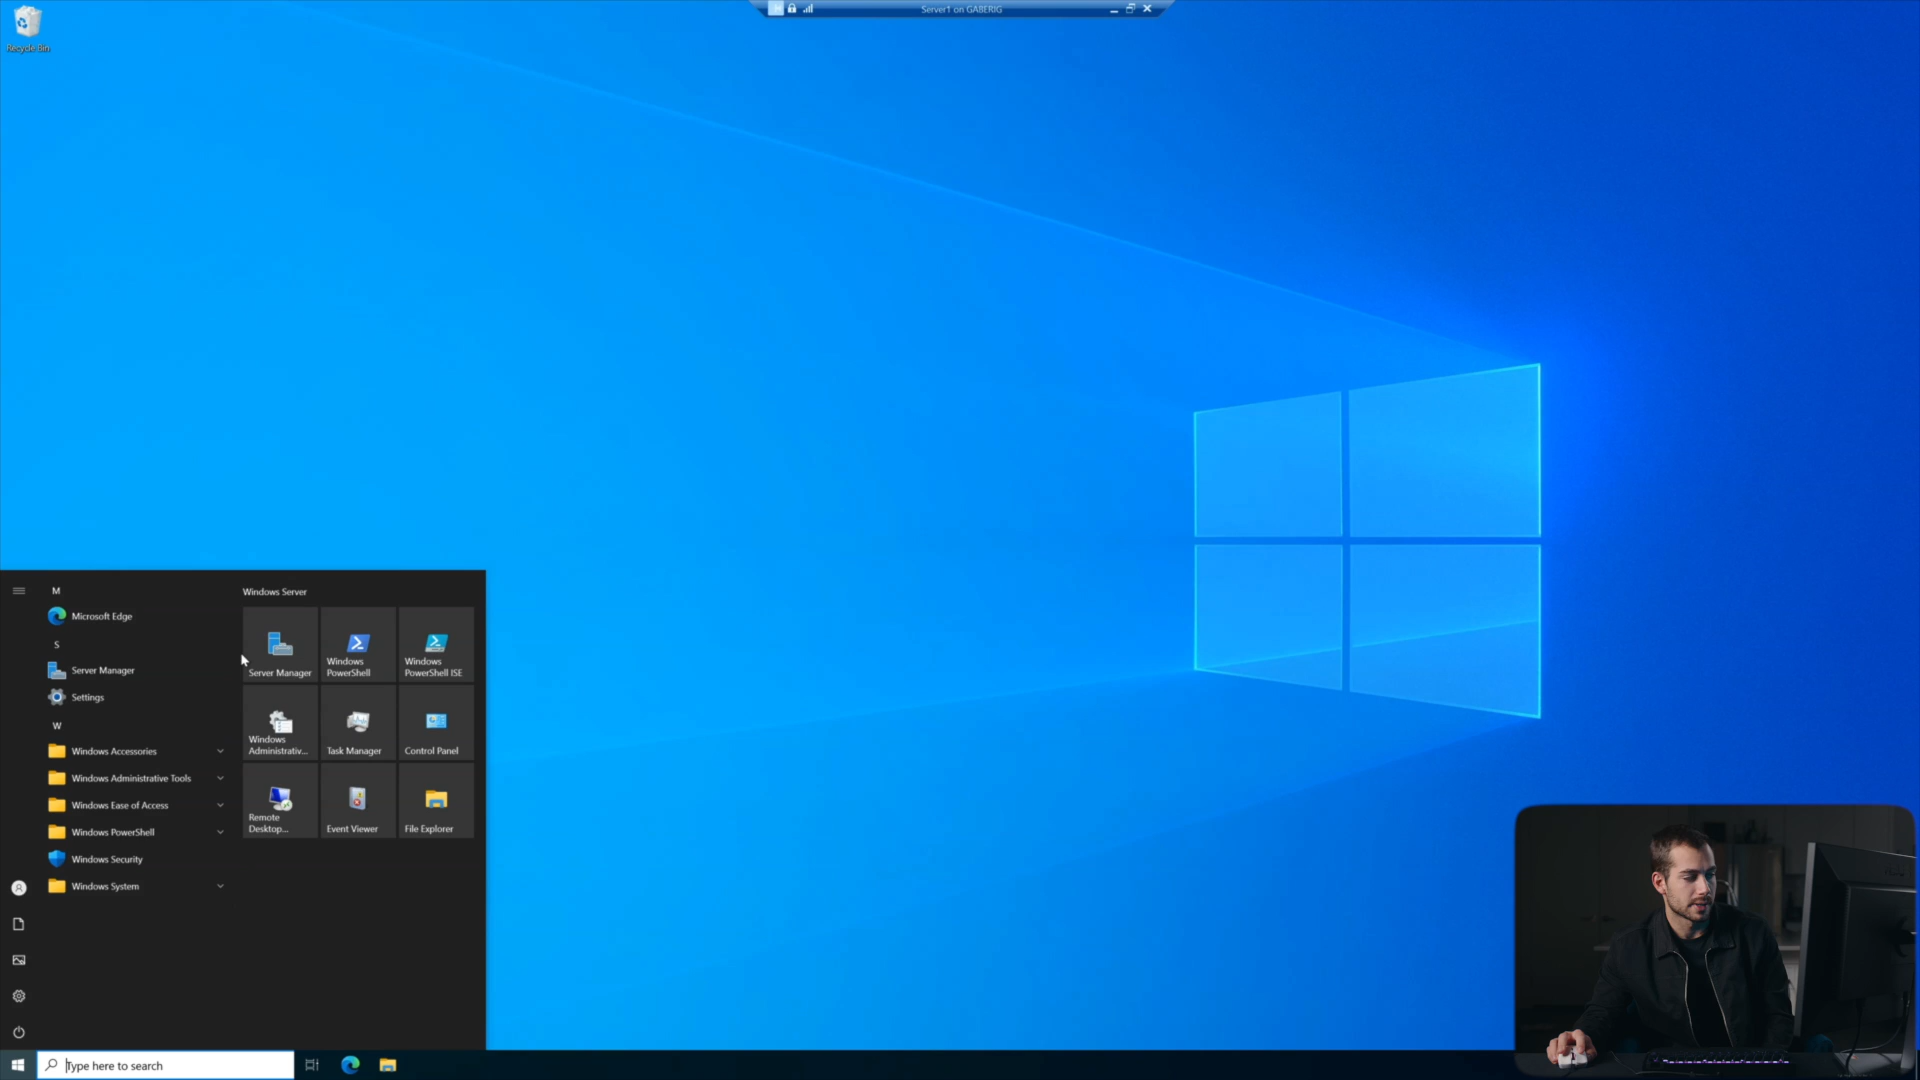 Server1 on GABERIG
Recycle Bin
M
Microsoft Edge
S
Server Manager
Settings
W
Windows Accessories
Windows Administrative Tools
Windows Ease of Access
Windows PowerShell
Windows Security
Windows System
Windows Server
Server Manager
Windows
PowerShell
Windows
PowerShell ISE
Windows
Administrativ...
Task Manager
Control Panel
Remote
Desktop...
Event Viewer
File Explorer
Type here to search